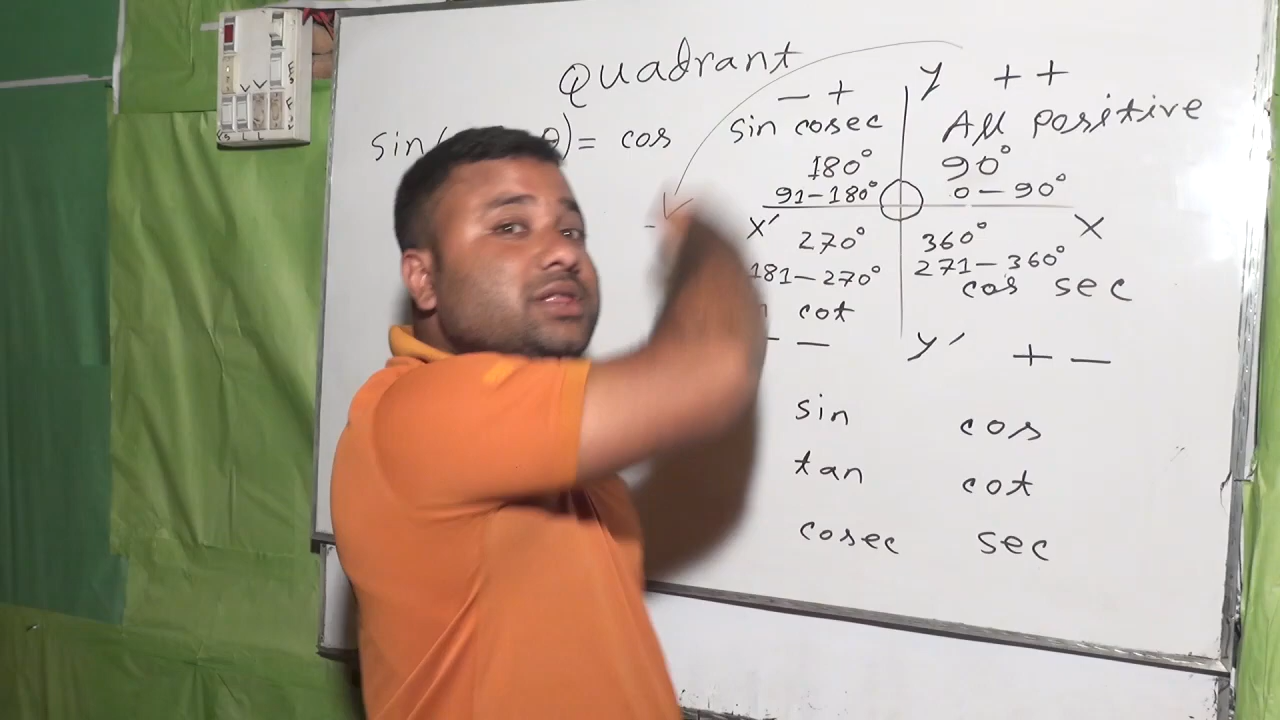 Quadrant
sin( θ) = cos
y
− +
+ +
sin cosec
All positive
180°
90°
91−180°
0−90°
x'
x
270°
360°
181−270°
271−360°
cot
cos sec
− −
y'
+ −
sin cos
tan cot
cosec sec